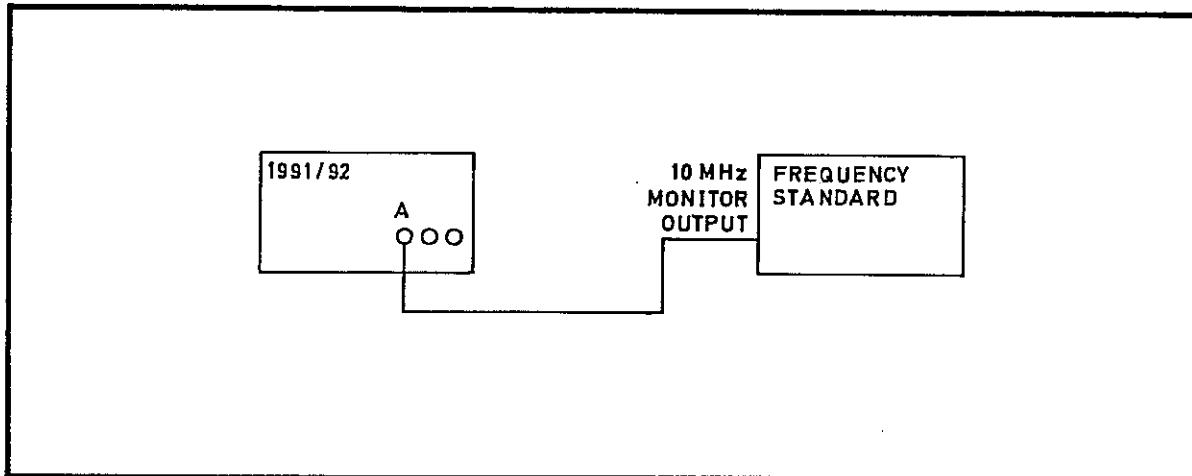 1991/92
A
10 MHz
MONITOR
OUTPUT
FREQUENCY
STANDARD